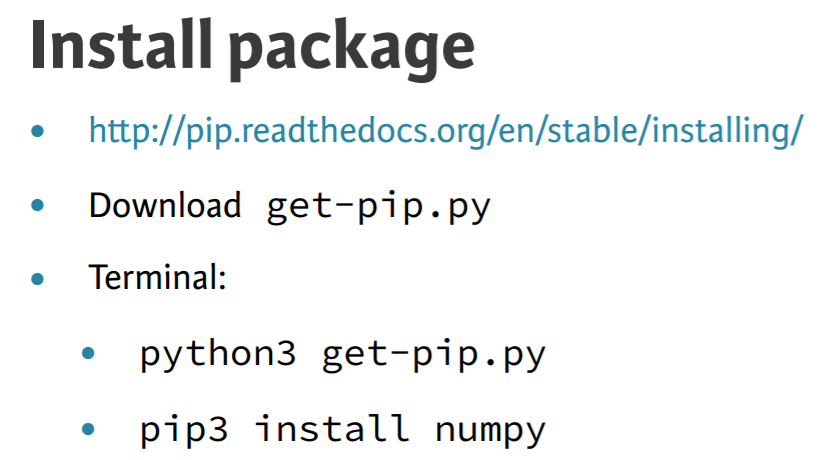 Install package
• http://pip.readthedocs.org/en/stable/installing/
• Download get-pip.py
• Terminal:
• python3 get-pip.py
• pip3 install numpy